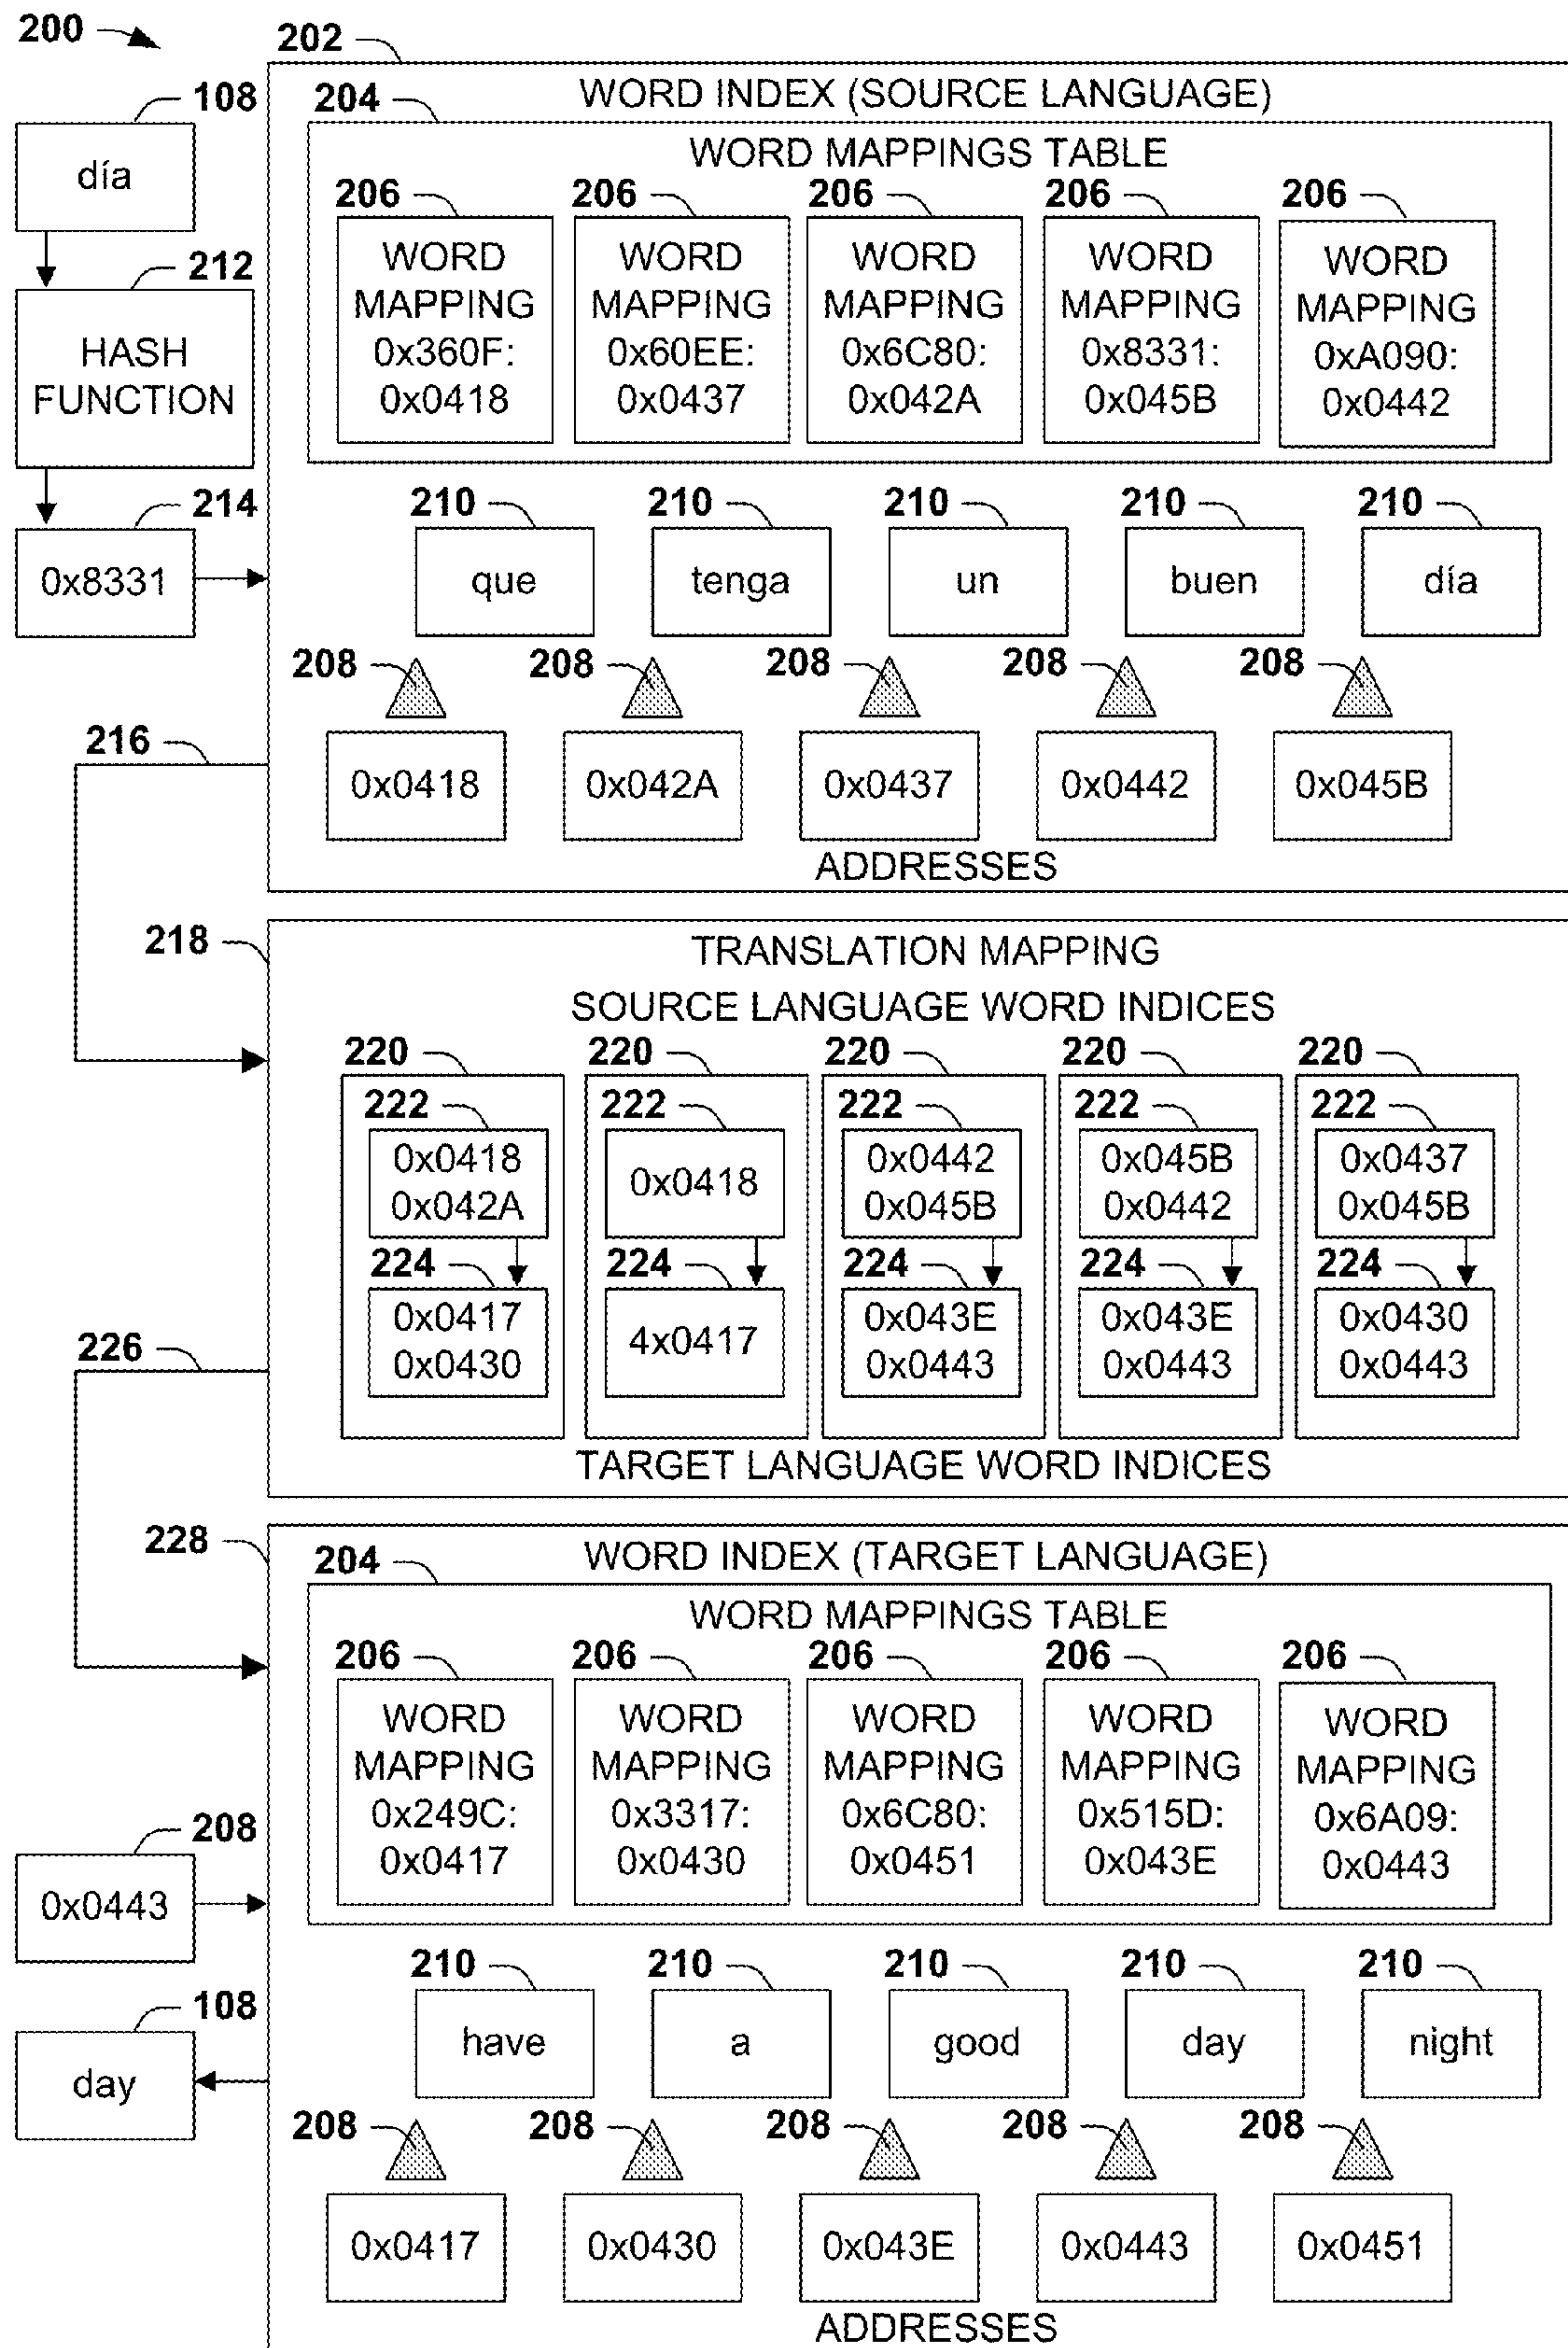 200
202
108
204
WORD INDEX (SOURCE LANGUAGE)
WORD MAPPINGS TABLE
día
206 206 206 206 206
WORD MAPPING 0x360F: 0x0418
WORD MAPPING 0x60EE: 0x0437
WORD MAPPING 0x6C80: 0x042A
WORD MAPPING 0x8331: 0x045B
WORD MAPPING 0xA090: 0x0442
212
HASH
FUNCTION
214
0x8331
210 210 210 210 210
que tenga un buen día
208 208 208 208 208
216
0x0418 0x042A 0x0437 0x0442 0x045B
ADDRESSES
218
TRANSLATION MAPPING
SOURCE LANGUAGE WORD INDICES
220 220 220 220 220
222 222 222 222 222
0x0418 0x042A
0x0418
0x0442 0x045B
0x045B 0x0442
0x0437 0x045B
224 224 224 224 224
0x0417 0x0430
4x0417
0x043E 0x0443
0x043E 0x0443
0x0430 0x0443
226
TARGET LANGUAGE WORD INDICES
228
204
WORD INDEX (TARGET LANGUAGE)
WORD MAPPINGS TABLE
206 206 206 206 206
WORD MAPPING 0x249C: 0x0417
WORD MAPPING 0x3317: 0x0430
WORD MAPPING 0x6C80: 0x0451
WORD MAPPING 0x515D: 0x043E
WORD MAPPING 0x6A09: 0x0443
208
0x0443
210 210 210 210 210
108
have a good day night
day
208 208 208 208 208
0x0417 0x0430 0x043E 0x0443 0x0451
ADDRESSES